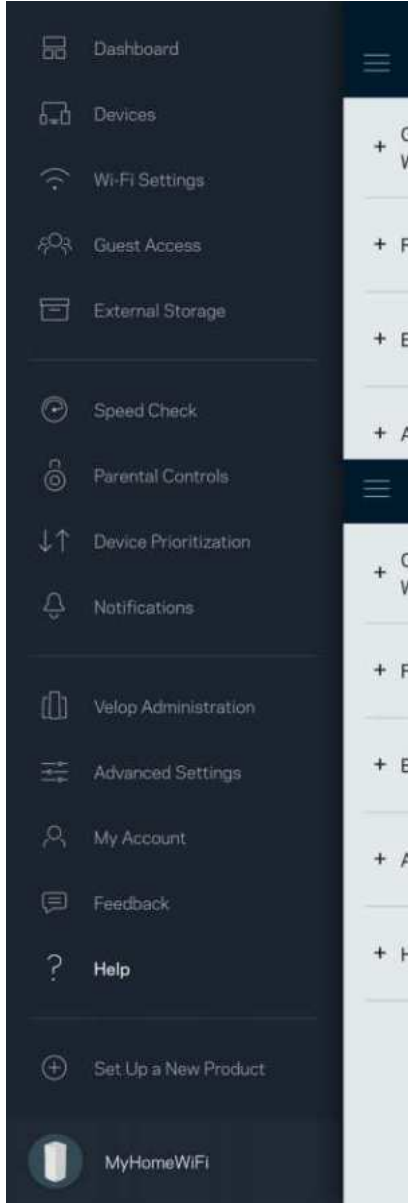 Dashboard
Devices
Wi-Fi Settings
Guest Access
External Storage
Speed Check
Parental Controls
Device Prioritization
Notifications
Velop Administration
Advanced Settings
My Account
Feedback
? Help
Set Up a New Product
MyHomeWiFi